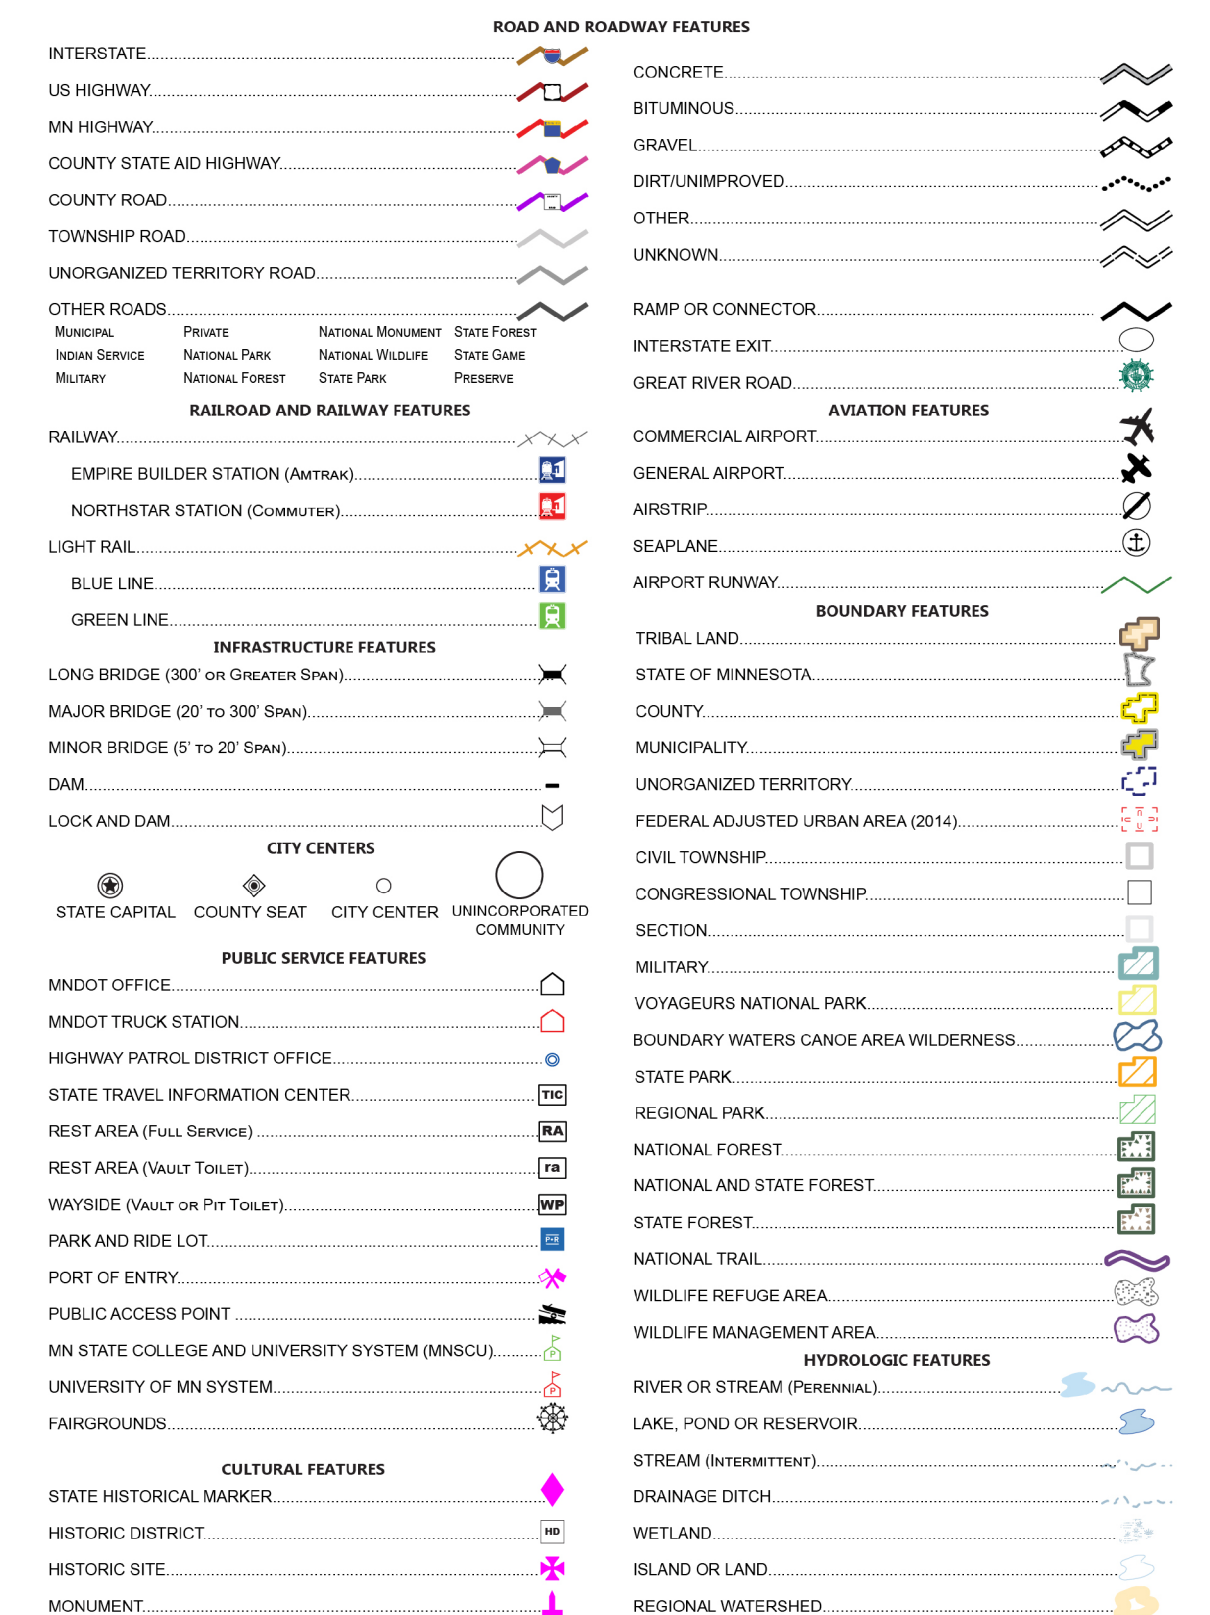 ROAD AND ROADWAY FEATURES
INTERSTATE
US HIGHWAY
MN HIGHWAY
COUNTY STATE AID HIGHWAY
COUNTY ROAD
TOWNSHIP ROAD
UNORGANIZED TERRITORY ROAD
OTHER ROADS
MUNICIPAL PRIVATE NATIONAL MONUMENT STATE FOREST
INDIAN SERVICE NATIONAL PARK NATIONAL WILDLIFE STATE GAME
MILITARY NATIONAL FOREST STATE PARK PRESERVE
CONCRETE
BITUMINOUS
GRAVEL
DIRT/UNIMPROVED
OTHER
UNKNOWN
RAMP OR CONNECTOR
INTERSTATE EXIT
GREAT RIVER ROAD
RAILROAD AND RAILWAY FEATURES
RAILWAY
EMPIRE BUILDER STATION (AMTRAK)
NORTHSTAR STATION (COMMUTER)
LIGHT RAIL
BLUE LINE
GREEN LINE
INFRASTRUCTURE FEATURES
LONG BRIDGE (300' OR GREATER SPAN)
MAJOR BRIDGE (20' TO 300' SPAN)
MINOR BRIDGE (5' TO 20' SPAN)
DAM
LOCK AND DAM
CITY CENTERS
STATE CAPITAL COUNTY SEAT CITY CENTER UNINCORPORATED
COMMUNITY
PUBLIC SERVICE FEATURES
MNDOT OFFICE
MNDOT TRUCK STATION
HIGHWAY PATROL DISTRICT OFFICE
STATE TRAVEL INFORMATION CENTER TIC
REST AREA (FULL SERVICE) RA
REST AREA (VAULT TOILET) ra
WAYSIDE (VAULT OR PIT TOILET) WP
PARK AND RIDE LOT P•R
PORT OF ENTRY
PUBLIC ACCESS POINT
MN STATE COLLEGE AND UNIVERSITY SYSTEM (MNSCU) P
UNIVERSITY OF MN SYSTEM P
FAIRGROUNDS
CULTURAL FEATURES
STATE HISTORICAL MARKER
HISTORIC DISTRICT HD
HISTORIC SITE
MONUMENT
AVIATION FEATURES
COMMERCIAL AIRPORT
GENERAL AIRPORT
AIRSTRIP
SEAPLANE
AIRPORT RUNWAY
BOUNDARY FEATURES
TRIBAL LAND
STATE OF MINNESOTA
COUNTY
MUNICIPALITY
UNORGANIZED TERRITORY
FEDERAL ADJUSTED URBAN AREA (2014)
CIVIL TOWNSHIP
CONGRESSIONAL TOWNSHIP
SECTION
MILITARY
VOYAGEURS NATIONAL PARK
BOUNDARY WATERS CANOE AREA WILDERNESS
STATE PARK
REGIONAL PARK
NATIONAL FOREST
NATIONAL AND STATE FOREST
STATE FOREST
NATIONAL TRAIL
WILDLIFE REFUGE AREA
WILDLIFE MANAGEMENT AREA
HYDROLOGIC FEATURES
RIVER OR STREAM (PERENNIAL)
LAKE, POND OR RESERVOIR
STREAM (INTERMITTENT)
DRAINAGE DITCH
WETLAND
ISLAND OR LAND
REGIONAL WATERSHED